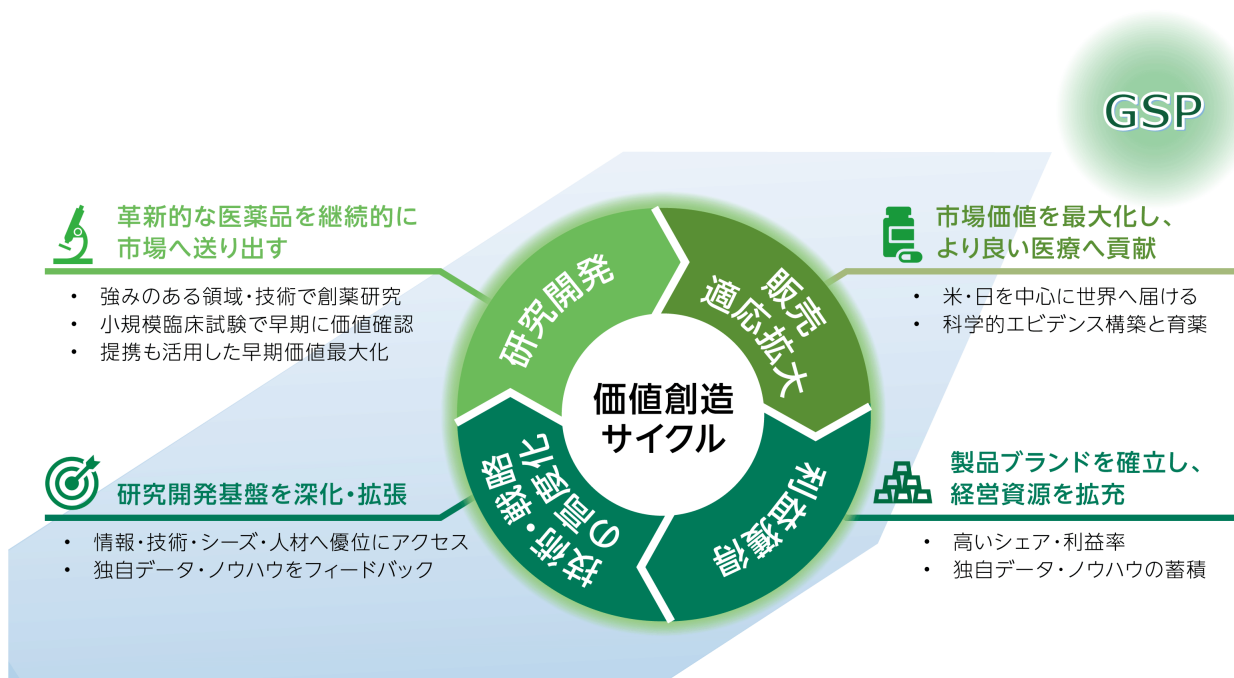 GSP
革新的な医薬品を継続的に
市場へ送り出す
• 強みのある領域・技術で創薬研究
• 小規模臨床試験で早期に価値確認
• 提携も活用した早期価値最大化
市場価値を最大化し、
より良い医療へ貢献
• 米・日を中心に世界へ届ける
• 科学的エビデンス構築と育薬
研究開発
販売
適応拡大
価値創造
サイクル
技術・戦略
の高度化
利益獲得
研究開発基盤を深化・拡張
• 情報・技術・シーズ・人材へ優位にアクセス
• 独自データ・ノウハウをフィードバック
製品ブランドを確立し、
経営資源を拡充
• 高いシェア・利益率
• 独自データ・ノウハウの蓄積